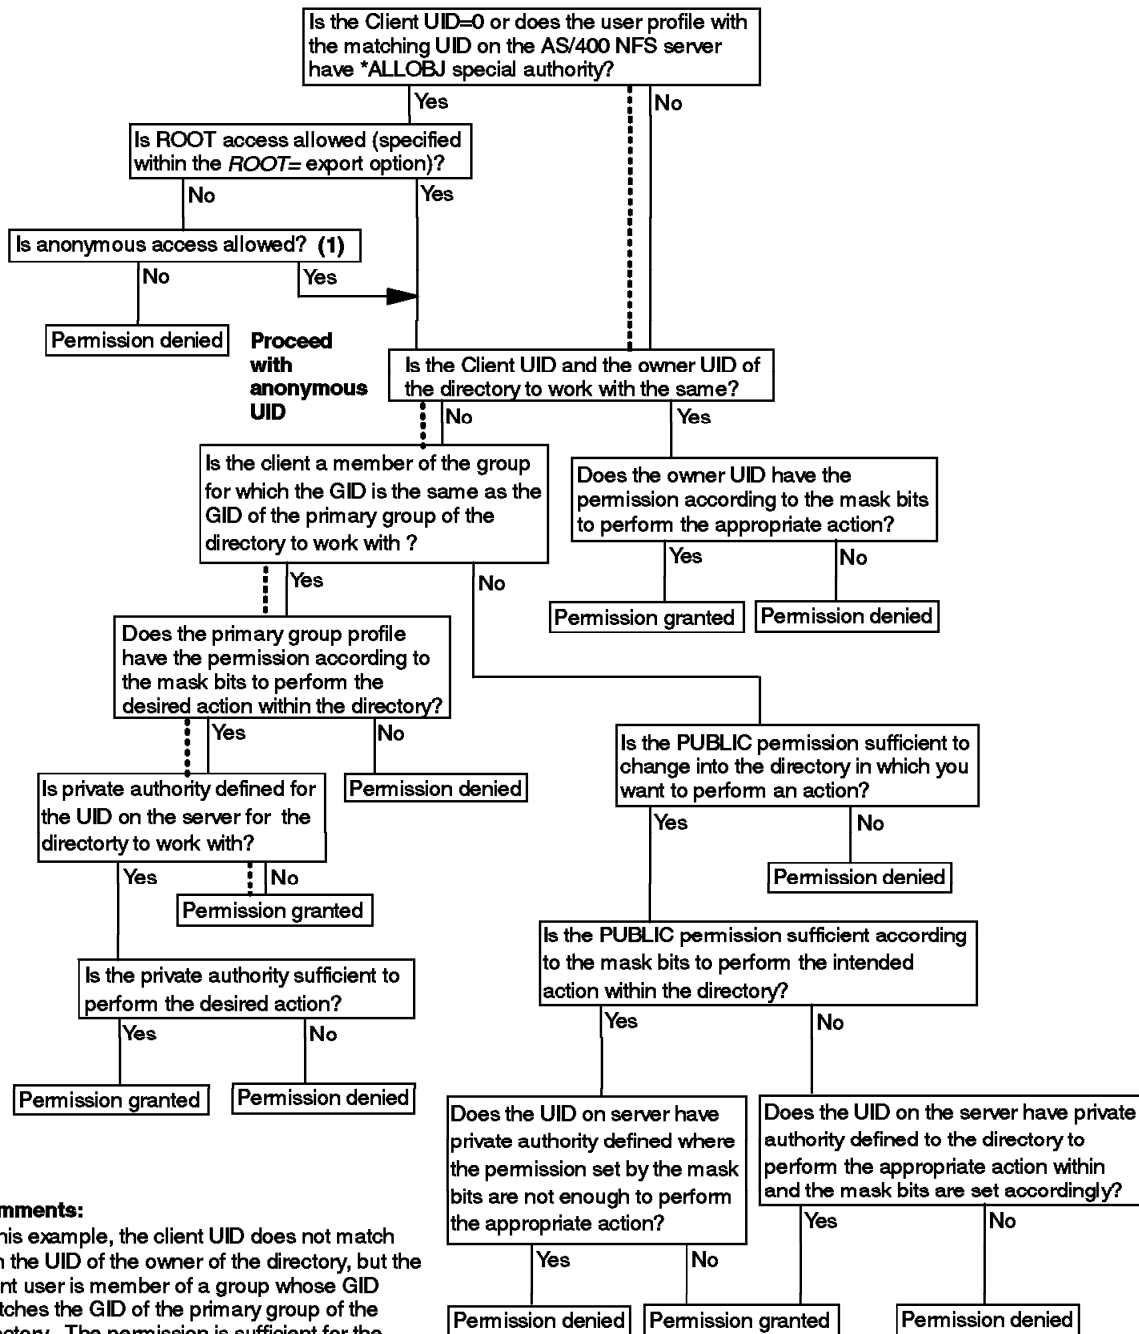 Is the Client UID=0 or does the user profile with
the matching UID on the AS/400 NFS server
have *ALLOBJ special authority?
Yes
No
Is ROOT access allowed (specified
within the ROOT= export option)?
No
Yes
Is anonymous access allowed? (1)
No
Yes
Permission denied
Proceed
with
anonymous
UID
Is the Client UID and the owner UID of
the directory to work with the same?
No
Yes
Is the client a member of the group
for which the GID is the same as the
GID of the primary group of the
directory to work with ?
Does the owner UID have the
permission according to the mask bits
to perform the appropriate action?
Yes
No
Yes
No
Permission granted
Permission denied
Does the primary group profile
have the permission according to
the mask bits to perform the
desired action within the directory?
Yes
No
Is the PUBLIC permission sufficient to
change into the directory in which you
want to perform an action?
Is private authority defined for
the UID on the server for the
directorty to work with?
Permission denied
Yes
No
Yes
No
Permission denied
Permission granted
Is the PUBLIC permission sufficient according
to the mask bits to perform the intended
action within the directory?
Is the private authority sufficient to
perform the desired action?
Yes
No
Yes
No
Permission granted
Permission denied
Does the UID on server have
private authority defined where
the permission set by the mask
bits are not enough to perform
the appropriate action?
Does the UID on the server have private
authority defined to the directory to
perform the appropriate action within
and the mask bits are set accordingly?
Yes
No
Yes
No
Permission denied
Permission granted
Permission denied
mments:
his example, the client UID does not match
the UID of the owner of the directory, but the
nt user is member of a group whose GID
tches the GID of the primary group of the
ctory. The permission is sufficient for the